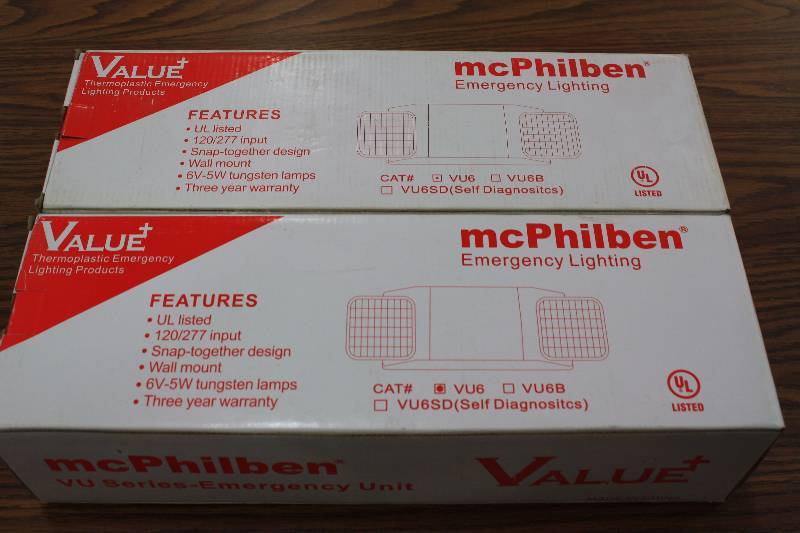 VALUE+
Thermoplastic Emergency
Lighting Products
mcPhilben®
Emergency Lighting
FEATURES
• UL listed
• 120/277 input
• Snap-together design
• Wall mount
• 6V-5W tungsten lamps
• Three year warranty
CAT# VU6 VU6B
VU6SD(Self Diagnositcs)
UL
LISTED
VALUE+
Thermoplastic Emergency
Lighting Products
mcPhilben®
Emergency Lighting
FEATURES
• UL listed
• 120/277 input
• Snap-together design
• Wall mount
• 6V-5W tungsten lamps
• Three year warranty
CAT# VU6 VU6B
VU6SD(Self Diagnositcs)
UL
LISTED
mcPhilben®
VU Series-Emergency Unit
VALUE+